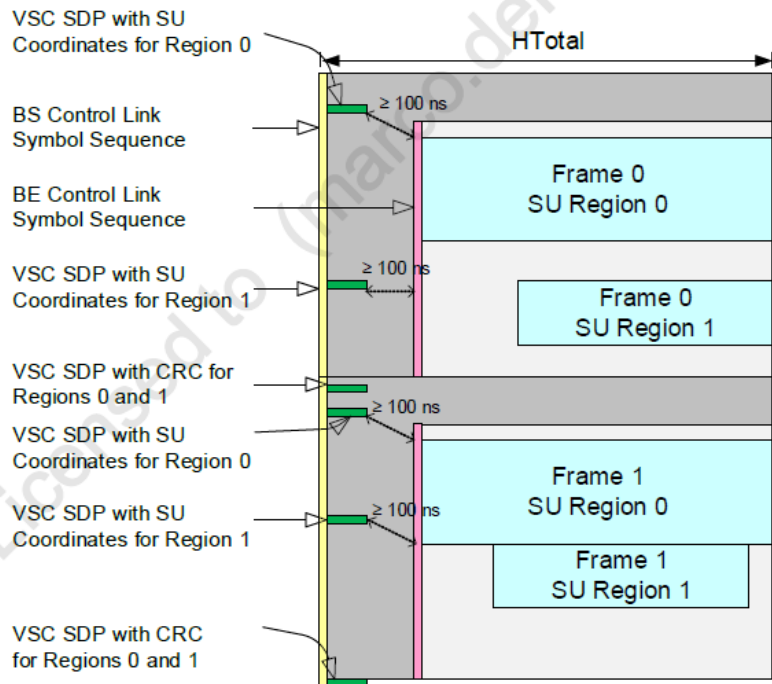 VSC SDP with SU
Coordinates for Region 0
HTotal
≥ 100 ns
BS Control Link
Symbol Sequence
Frame 0
SU Region 0
BE Control Link
Symbol Sequence
≥ 100 ns
VSC SDP with SU
Coordinates for Region 1
Frame 0
SU Region 1
VSC SDP with CRC for
Regions 0 and 1
≥ 100 ns
VSC SDP with SU
Coordinates for Region 0
Frame 1
SU Region 0
VSC SDP with SU
Coordinates for Region 1
≥ 100 ns
Frame 1
SU Region 1
VSC SDP with CRC
for Regions 0 and 1
Licensed to (marco.de